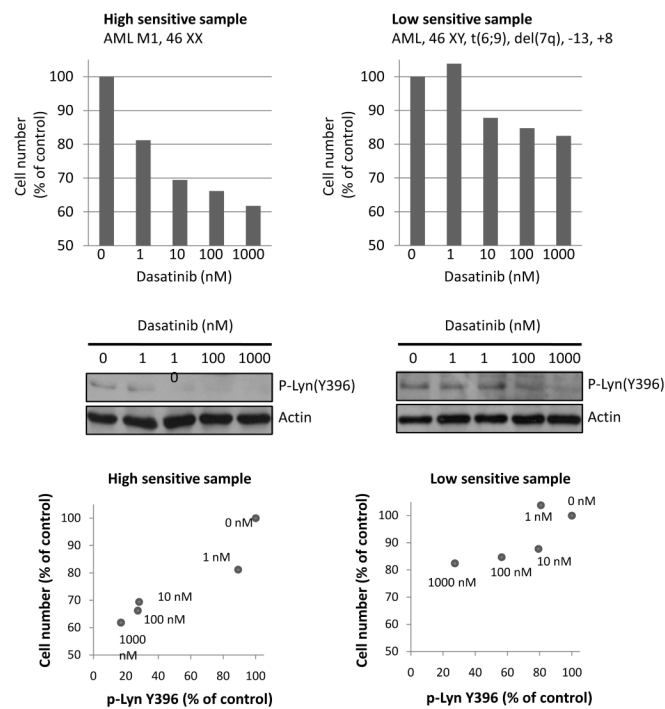 High sensitive sample
AML M1, 46 XX
Low sensitive sample
AML, 46 XY, t(6;9), del(7q), -13, +8
Cell number
(% of control)
100
90
80
70
60
50
0 1 10 100 1000
Dasatinib (nM)
Cell number
(% of control)
100
90
80
70
60
50
0 1 10 100 1000
Dasatinib (nM)
Dasatinib (nM)
0 1 1 100 1000
0
P-Lyn(Y396)
Actin
Dasatinib (nM)
0 1 1 100 1000
P-Lyn(Y396)
Actin
High sensitive sample
Cell number (% of control)
100
90
80
70
60
50
0 nM
1 nM
10 nM
100 nM
1000
nM
0 20 40 60 80 100
p-Lyn Y396 (% of control)
Low sensitive sample
Cell number (% of control)
100
90
80
70
60
50
0 nM
1 nM
10 nM
100 nM
1000 nM
0 20 40 60 80 100
p-Lyn Y396 (% of control)